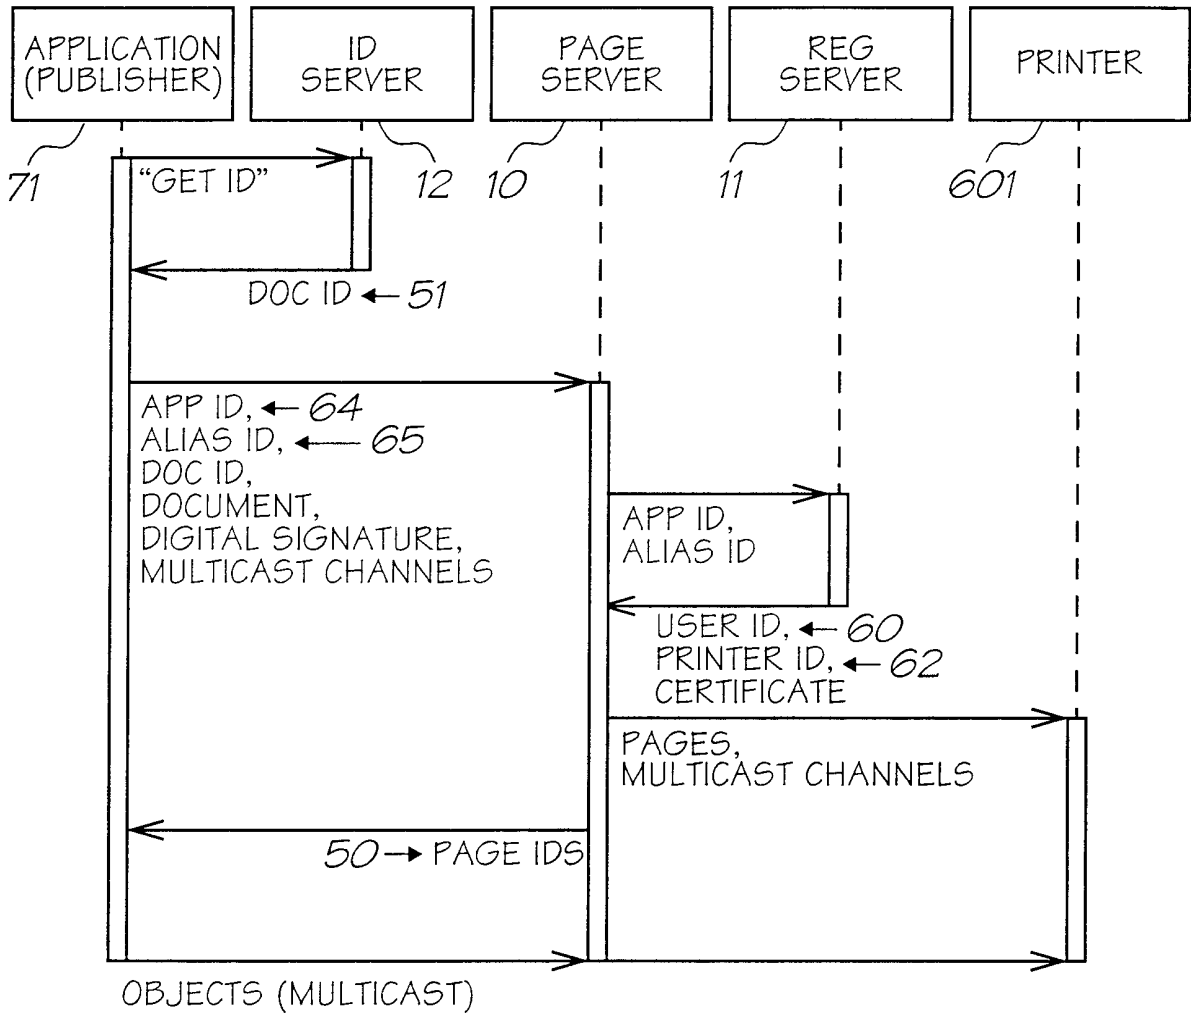 APPLICATION
(PUBLISHER)
ID
SERVER
PAGE
SERVER
REG
SERVER
PRINTER
71
12
10
11
601
“GET ID”
DOC ID 51
APP ID, 64
ALIAS ID, 65
DOC ID,
DOCUMENT,
DIGITAL SIGNATURE,
MULTICAST CHANNELS
APP ID,
ALIAS ID
USER ID, 60
PRINTER ID, 62
CERTIFICATE
PAGES,
MULTICAST CHANNELS
50 PAGE IDS
OBJECTS (MULTICAST)